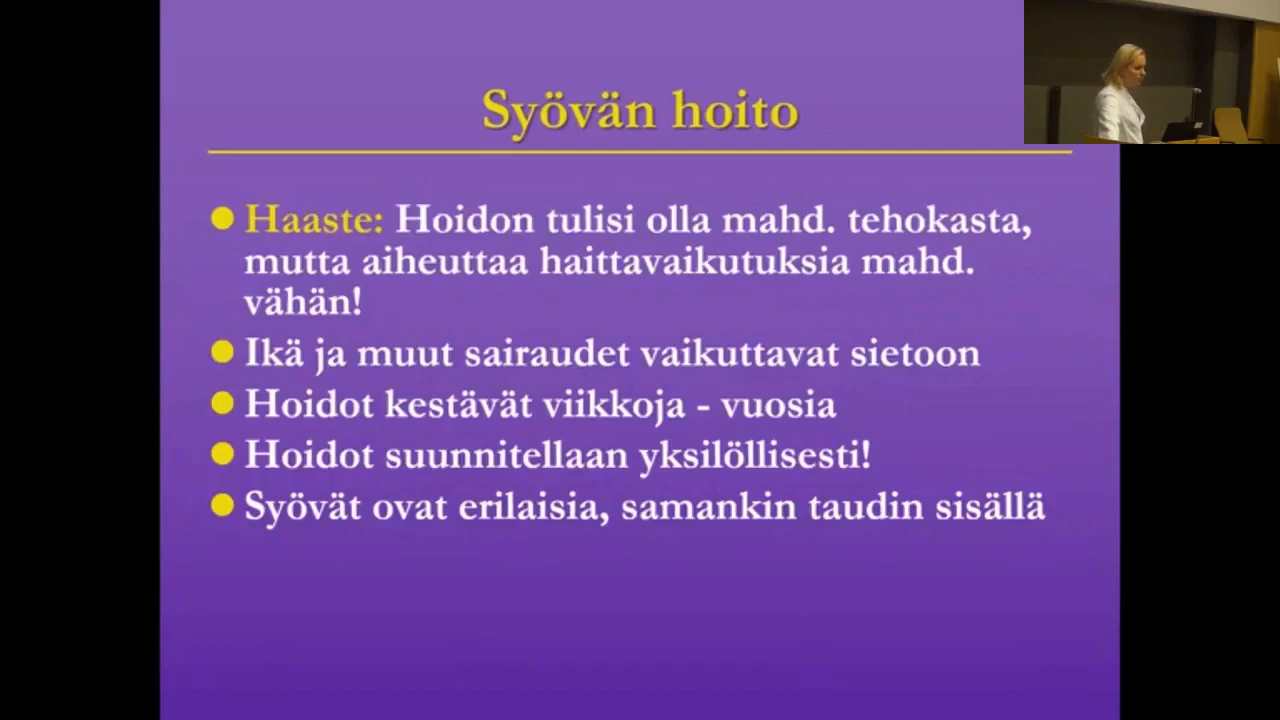 Syövän hoito
Haaste: Hoidon tulisi olla mahd. tehokasta,
mutta aiheuttaa haittavaikutuksia mahd.
vähän!
Ikä ja muut sairaudet vaikuttavat sietoon
Hoidot kestävät viikkoja - vuosia
Hoidot suunnitellaan yksilöllisesti!
Syövät ovat erilaisia, samankin taudin sisällä